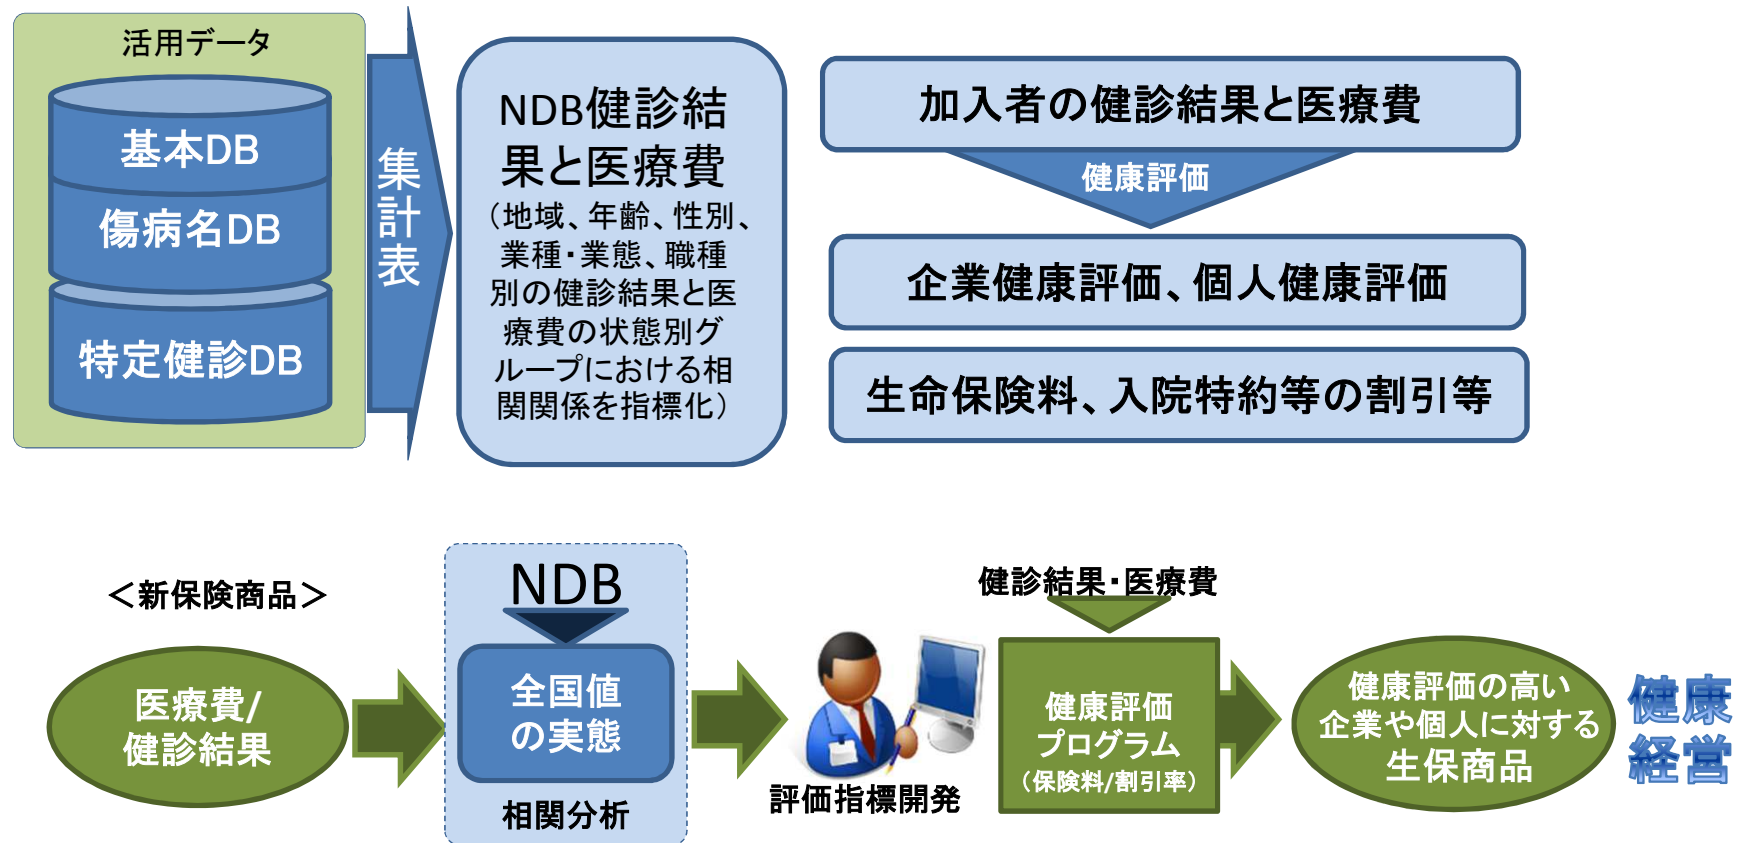 活用データ
基本DB
傷病名DB
特定健診DB
集計表
NDB健診結
果と医療費
（地域、年齢、性別、
業種・業態、職種
別の健診結果と医
療費の状態別グ
ループにおける相
関関係を指標化）
加入者の健診結果と医療費
健康評価
企業健康評価、個人健康評価
生命保険料、入院特約等の割引等
＜新保険商品＞
医療費/
健診結果
NDB
全国値
の実態
相関分析
評価指標開発
健診結果・医療費
健康評価
プログラム
（保険料/割引率）
健康評価の高い
企業や個人に対する
生保商品
健康
経営